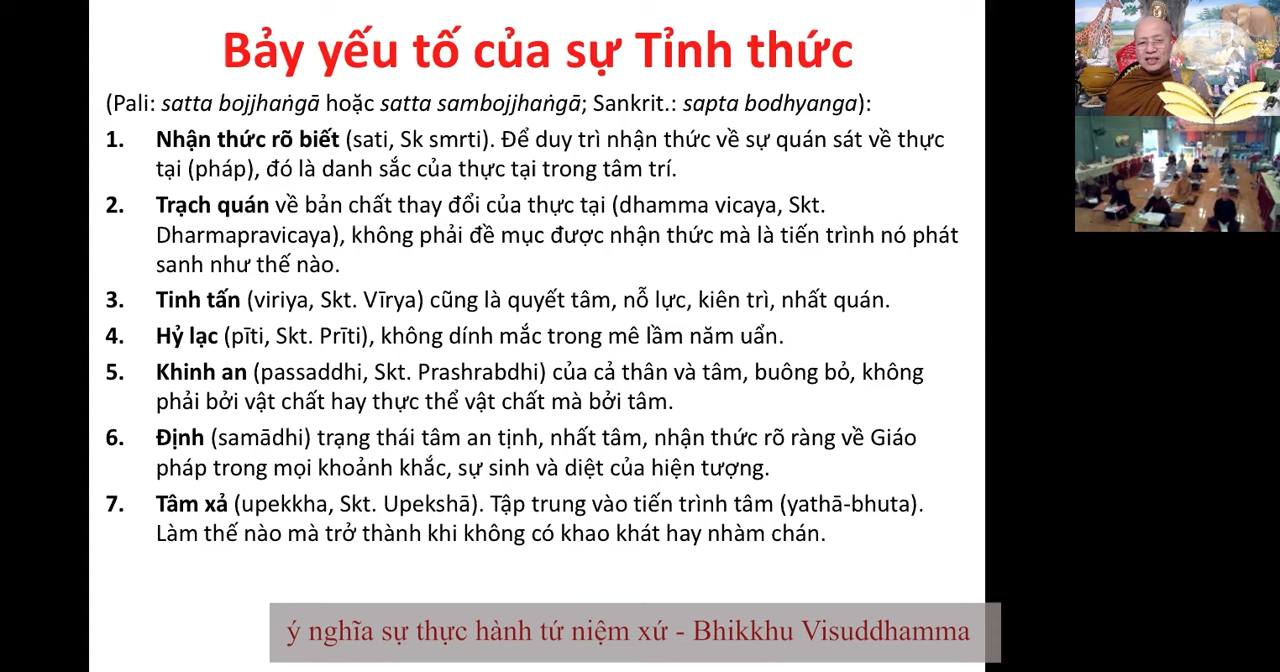 Bảy yếu tố của sự Tỉnh thức
(Pali: satta bojjhaṅgā hoặc satta sambojjhaṅgā; Sankrit.: sapta bodhyanga):
1. Nhận thức rõ biết (sati, Sk smrti). Để duy trì nhận thức về sự quán sát về thực
tại (pháp), đó là danh sắc của thực tại trong tâm trí.
2. Trạch quán về bản chất thay đổi của thực tại (dhamma vicaya, Skt.
Dharmapravicaya), không phải đề mục được nhận thức mà là tiến trình nó phát
sanh như thế nào.
3. Tinh tấn (viriya, Skt. Vīrya) cũng là quyết tâm, nỗ lực, kiên trì, nhất quán.
4. Hỷ lạc (pīti, Skt. Prīti), không dính mắc trong mê lầm năm uẩn.
5. Khinh an (passaddhi, Skt. Prashrabdhi) của cả thân và tâm, buông bỏ, không
phải bởi vật chất hay thực thể vật chất mà bởi tâm.
6. Định (samādhi) trạng thái tâm an tịnh, nhất tâm, nhận thức rõ ràng về Giáo
pháp trong mọi khoảnh khắc, sự sinh và diệt của hiện tượng.
7. Tâm xả (upekkha, Skt. Upekshā). Tập trung vào tiến trình tâm (yathā-bhuta).
Làm thế nào mà trở thành khi không có khao khát hay nhàm chán.
ý nghĩa sự thực hành tứ niệm xứ - Bhikkhu Visuddhamma